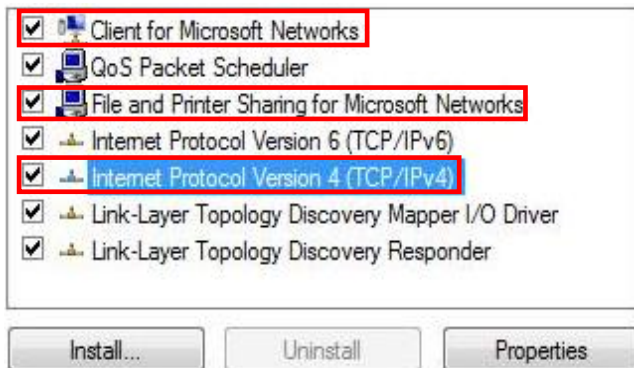 Client for Microsoft Networks
QoS Packet Scheduler
File and Printer Sharing for Microsoft Networks
Internet Protocol Version 6 (TCP/IPv6)
Internet Protocol Version 4 (TCP/IPv4)
Link-Layer Topology Discovery Mapper I/O Driver
Link-Layer Topology Discovery Responder
Install... Uninstall Properties